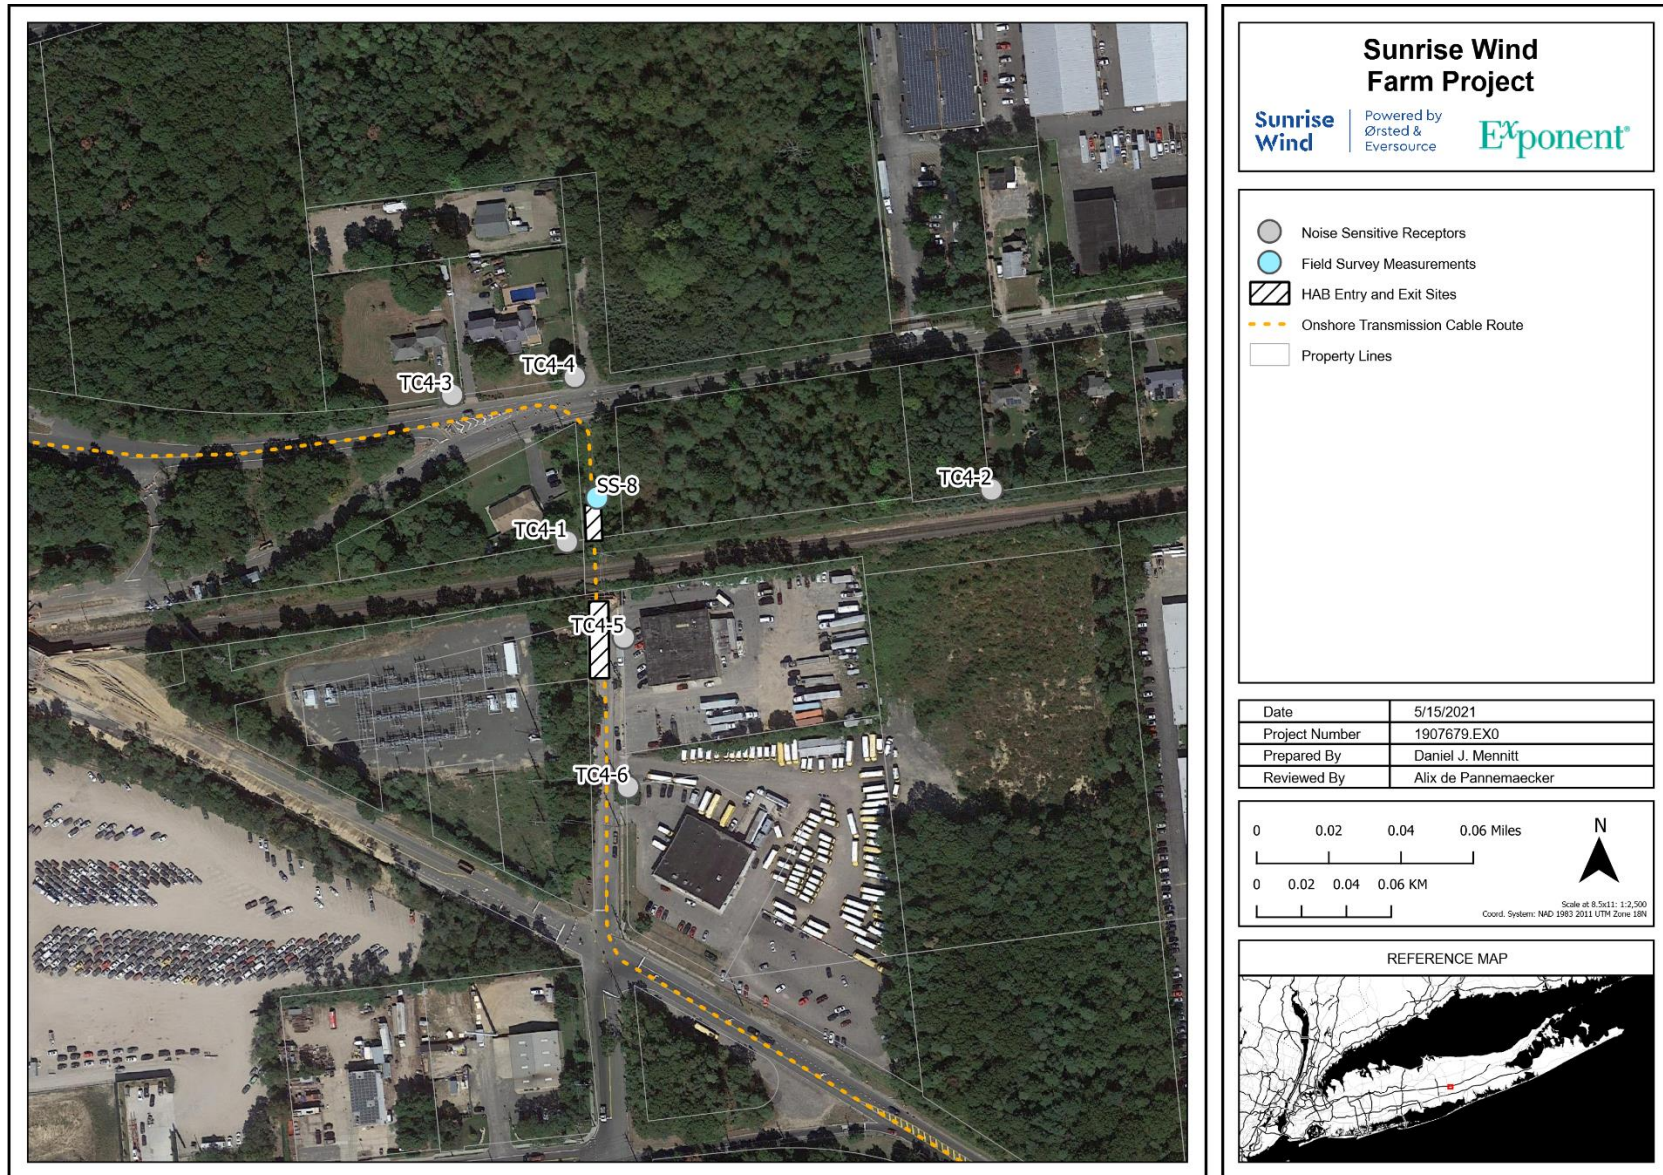 Sunrise Wind
Farm Project
Sunrise
Wind
Powered by
Ørsted &
Eversource
Exponent®
Noise Sensitive Receptors
Field Survey Measurements
HAB Entry and Exit Sites
Onshore Transmission Cable Route
Property Lines
TC4-4
TC4-3
SS-8
TC4-2
TC4-1
TC4-5
TC4-6
Date 5/15/2021
Project Number 1907679.EX0
Prepared By Daniel J. Mennitt
Reviewed By Alix de Pannemaecker
0 0.02 0.04 0.06 Miles
0 0.02 0.04 0.06 KM
N
Scale at 8.5x11: 1:2,500
Coord. System: NAD 1983 2011 UTM Zone 18N
REFERENCE MAP